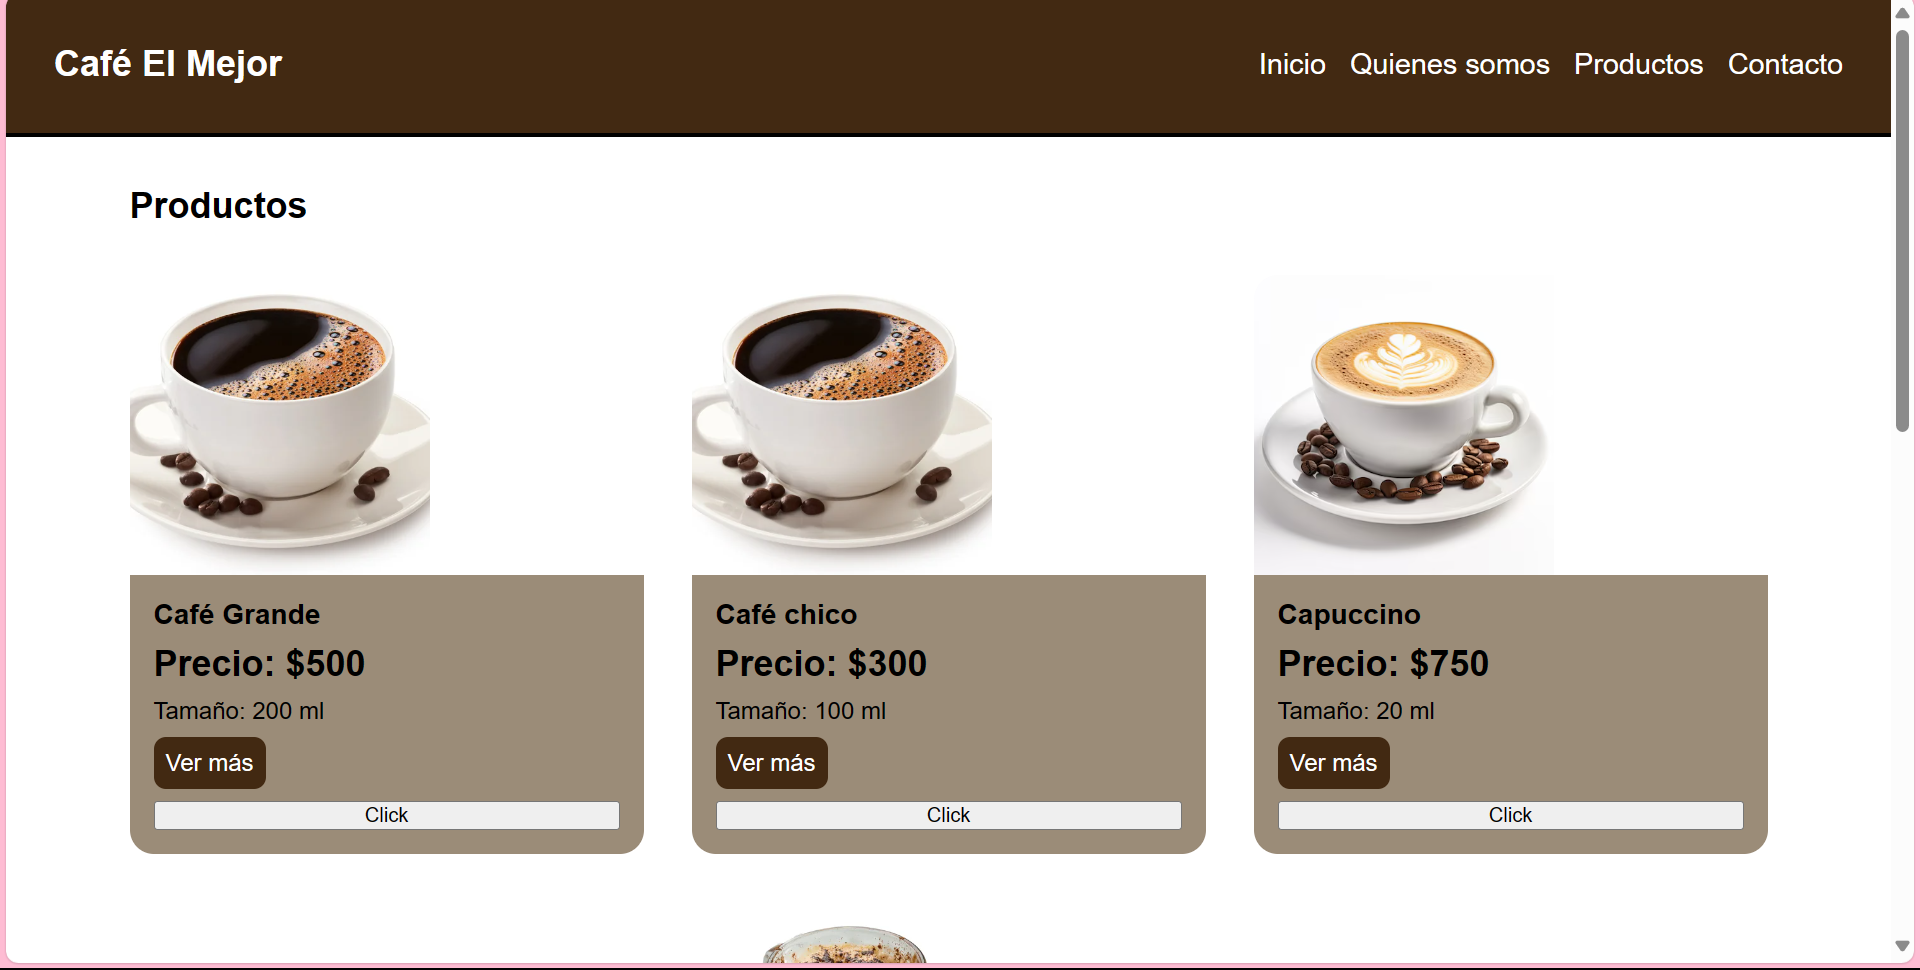 Café El Mejor
Inicio Quienes somos Productos Contacto
Productos
Café Grande
Precio: $500
Tamaño: 200 ml
Ver más
Click
Café chico
Precio: $300
Tamaño: 100 ml
Ver más
Click
Capuccino
Precio: $750
Tamaño: 20 ml
Ver más
Click